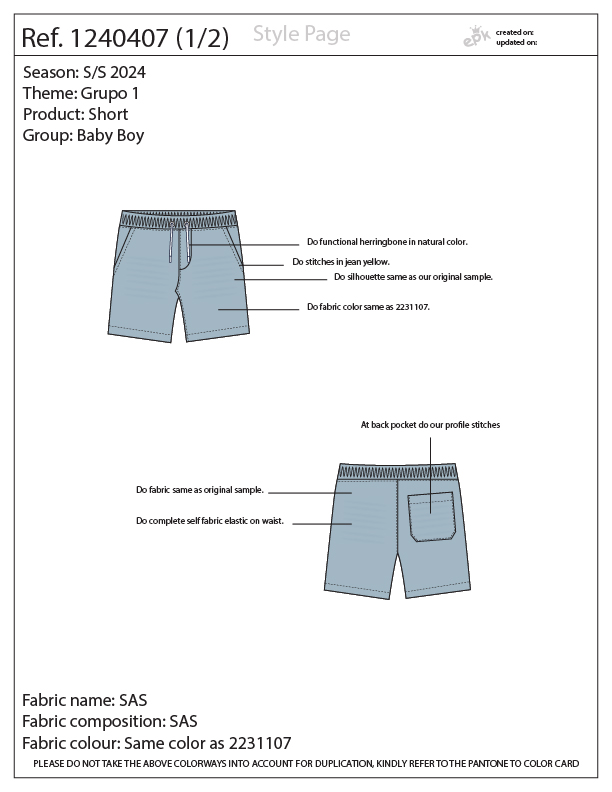 Ref. 1240407 (1/2)
Style Page
epk
created on:
updated on:
Season: S/S 2024
Theme: Grupo 1
Product: Short
Group: Baby Boy
Do functional herringbone in natural color.
Do stitches in jean yellow.
Do silhouette same as our original sample.
Do fabric color same as 2231107.
At back pocket do our profile stitches
Do fabric same as original sample.
Do complete self fabric elastic on waist.
Fabric name: SAS
Fabric composition: SAS
Fabric colour: Same color as 2231107
PLEASE DO NOT TAKE THE ABOVE COLORWAYS INTO ACCOUNT FOR DUPLICATION, KINDLY REFER TO THE PANTONE TO COLOR CARD